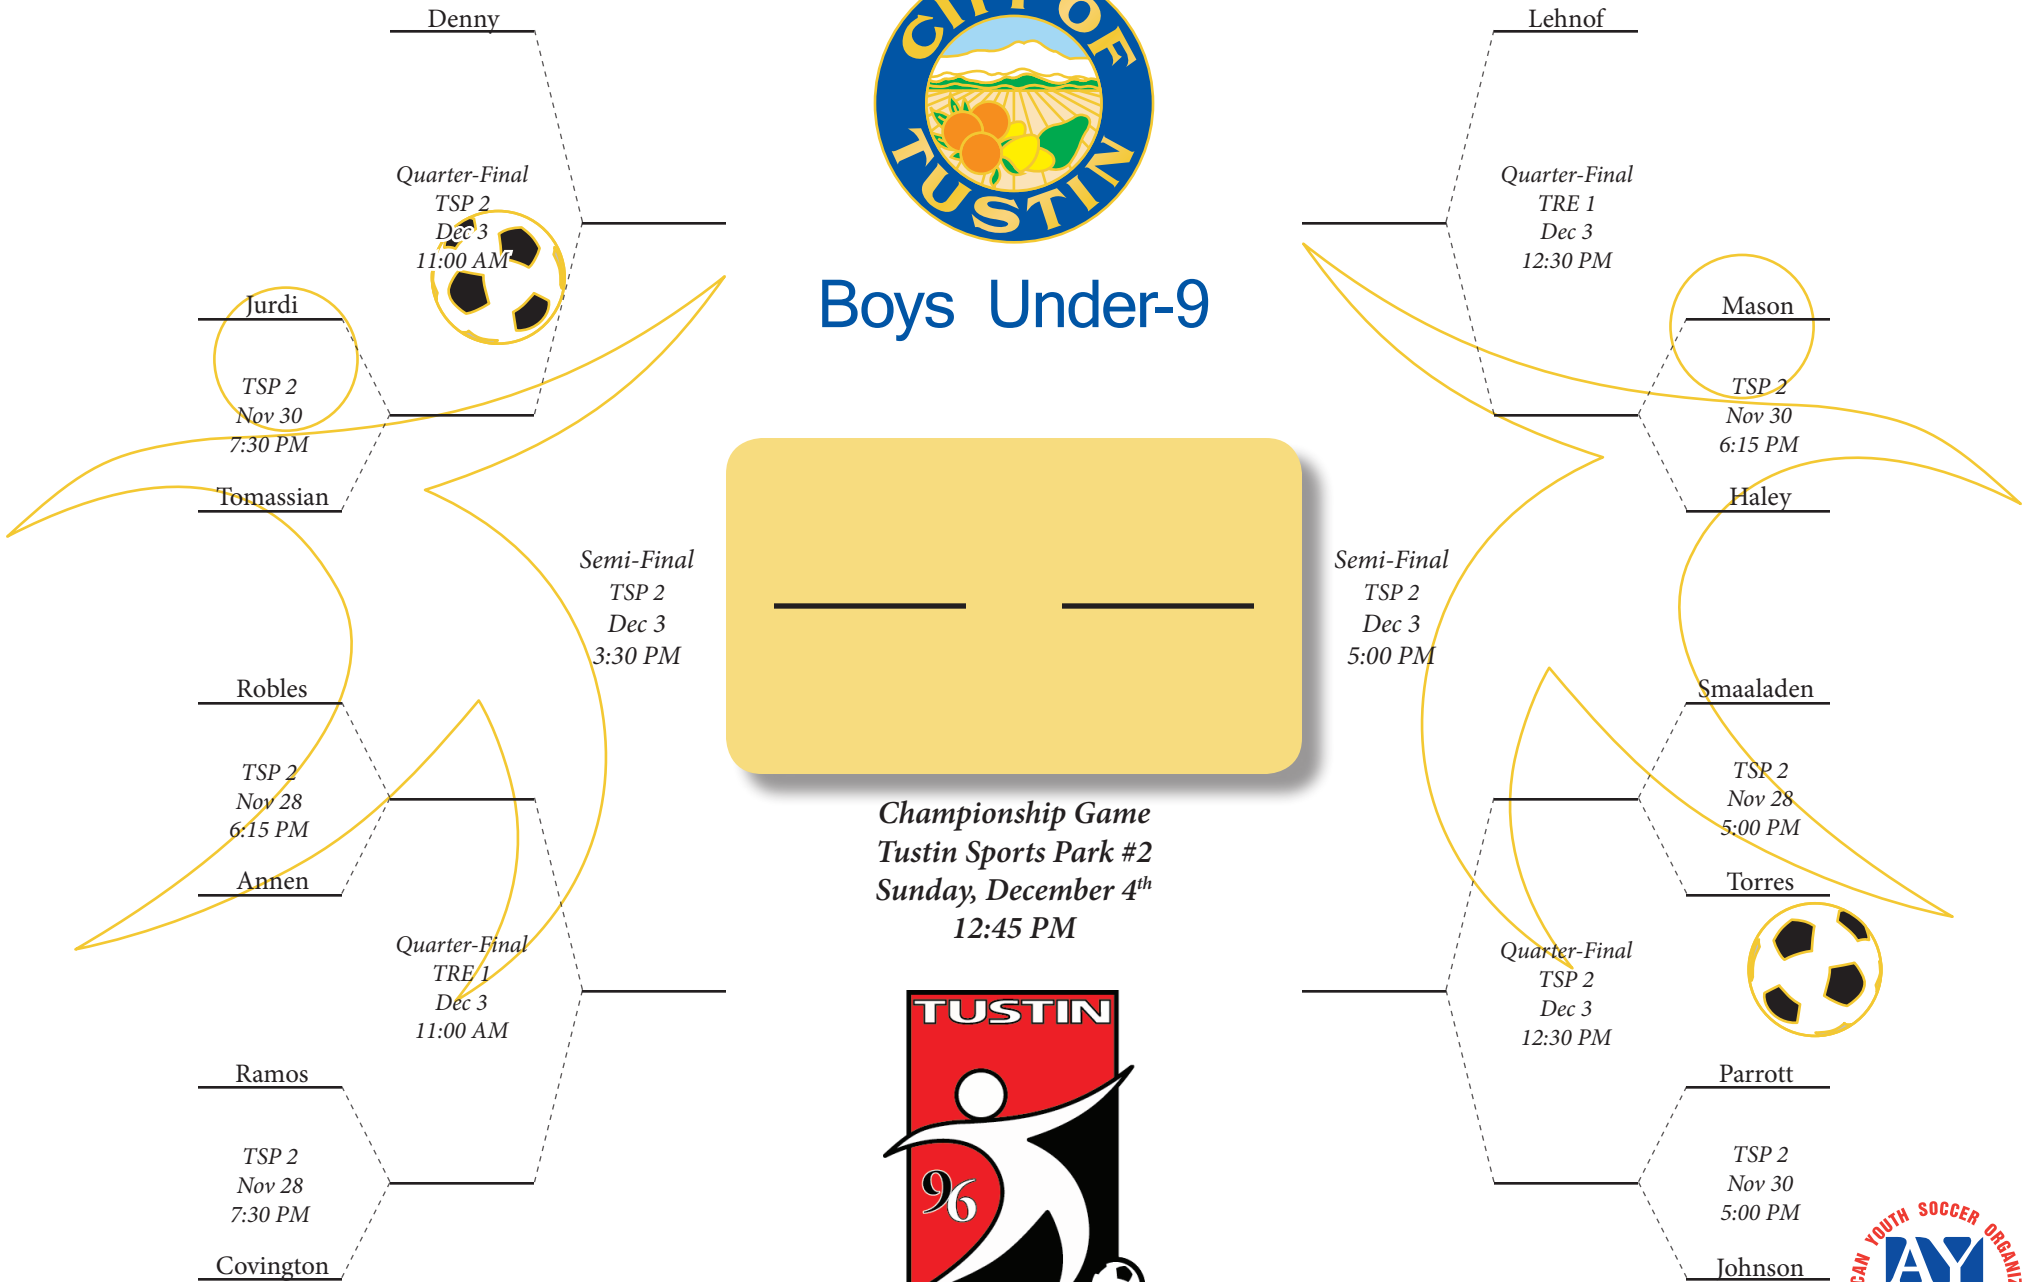 Denny
Quarter-Final
TSP 2
Dec 3
11:00 AM
Jurdi
TSP 2
Nov 30
7:30 PM
Tomassian
Semi-Final
TSP 2
Dec 3
3:30 PM
Robles
TSP 2
Nov 28
6:15 PM
Annen
Quarter-Final
TRE 1
Dec 3
11:00 AM
Ramos
TSP 2
Nov 28
7:30 PM
Covington
CITY OF
TUSTIN
Boys Under-9
Championship Game
Tustin Sports Park #2
Sunday, December 4th
12:45 PM
TUSTIN
96
Lehnof
Quarter-Final
TRE 1
Dec 3
12:30 PM
Mason
TSP 2
Nov 30
6:15 PM
Haley
Semi-Final
TSP 2
Dec 3
5:00 PM
Smaaladen
TSP 2
Nov 28
5:00 PM
Torres
Quarter-Final
TSP 2
Dec 3
12:30 PM
Parrott
TSP 2
Nov 30
5:00 PM
Johnson
YOUTH SOCCER
AY